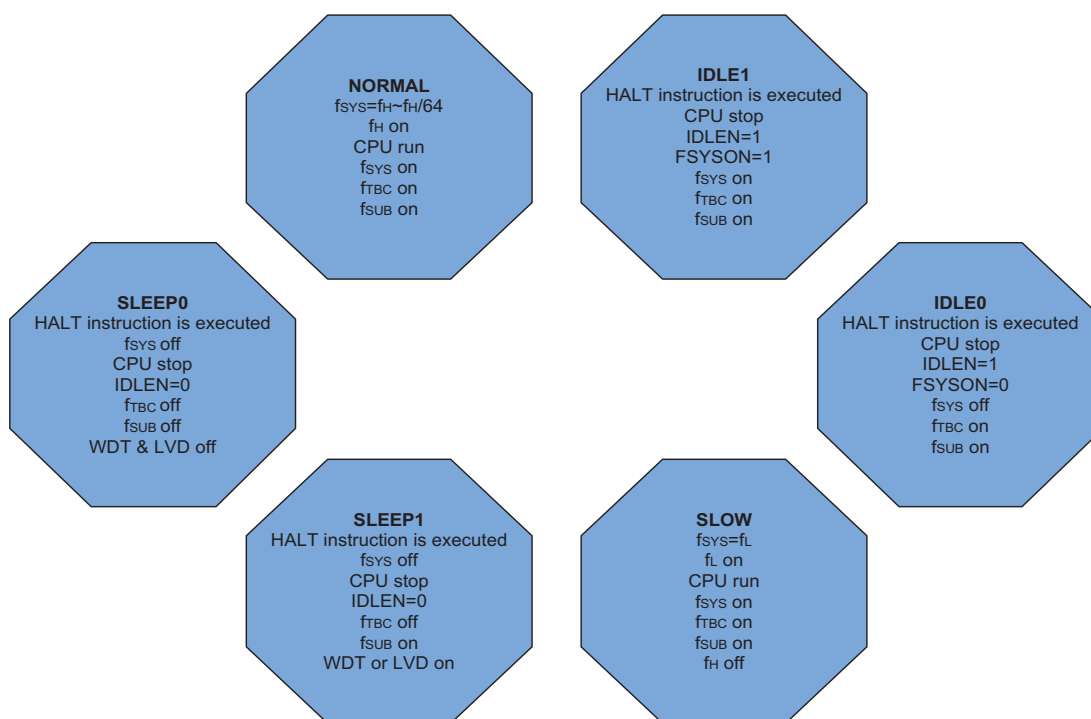 NORMAL
fSYS=fH~fH/64
fH on
CPU run
fSYS on
fTBC on
fSUB on
IDLE1
HALT instruction is executed
CPU stop
IDLEN=1
FSYSON=1
fSYS on
fTBC on
fSUB on
SLEEP0
HALT instruction is executed
fSYS off
CPU stop
IDLEN=0
fTBC off
fSUB off
WDT & LVD off
IDLE0
HALT instruction is executed
CPU stop
IDLEN=1
FSYSON=0
fSYS off
fTBC on
fSUB on
SLEEP1
HALT instruction is executed
fSYS off
CPU stop
IDLEN=0
fTBC off
fSUB on
WDT or LVD on
SLOW
fSYS=fL
fL on
CPU run
fSYS on
fTBC on
fSUB on
fH off